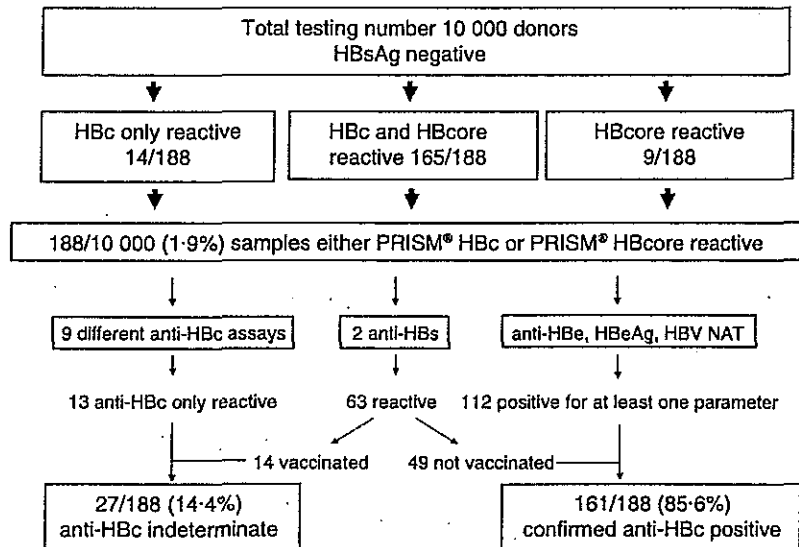 Total testing number 10 000 donors
HBsAg negative
HBc only reactive
14/188
HBc and HBcore
reactive 165/188
HBcore reactive
9/188
188/10 000 (1·9%) samples either PRISM® HBc or PRISM® HBcore reactive
9 different anti-HBc assays
2 anti-HBs
anti-HBe, HBeAg, HBV NAT
13 anti-HBc only reactive
63 reactive
112 positive for at least one parameter
14 vaccinated
49 not vaccinated
27/188 (14·4%)
anti-HBc indeterminate
161/188 (85·6%)
confirmed anti-HBc positive